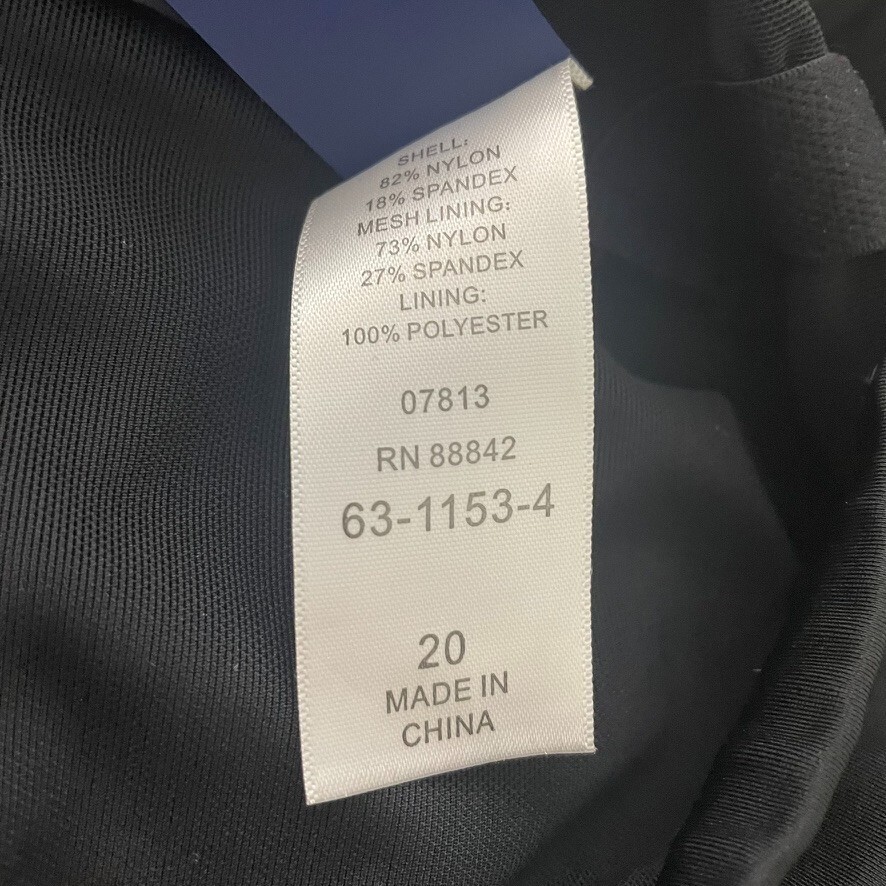 SHELL:
82% NYLON
18% SPANDEX
MESH LINING:
73% NYLON
27% SPANDEX
LINING:
100% POLYESTER
07813
RN 88842
63-1153-4
20
MADE IN
CHINA